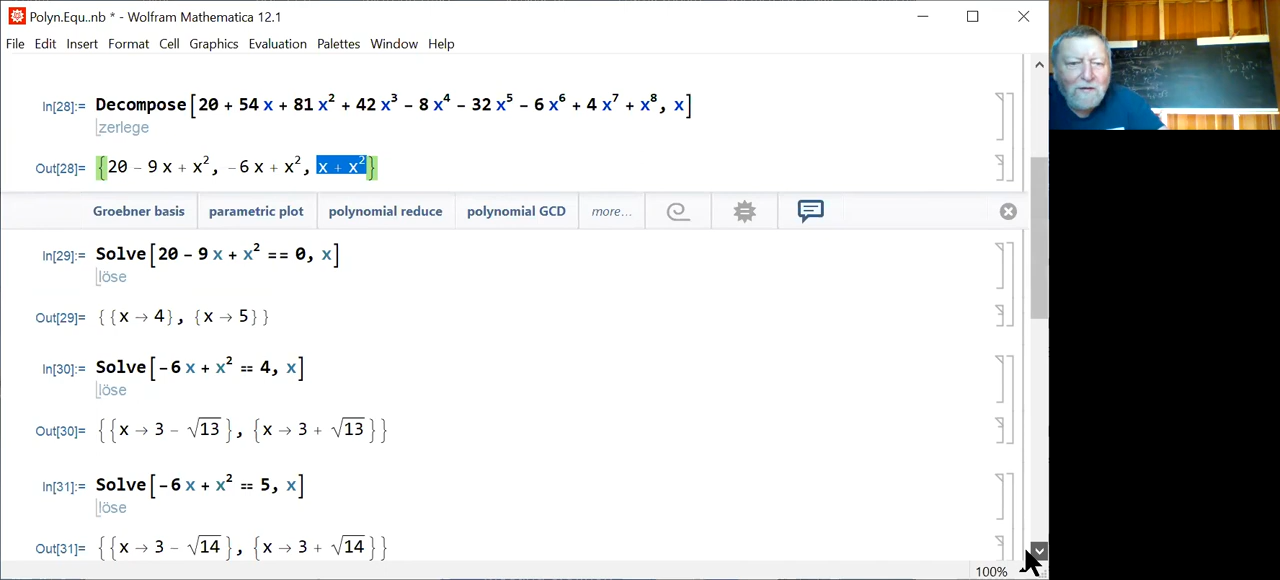 Polyn.Equ..nb * - Wolfram Mathematica 12.1
File Edit Insert Format Cell Graphics Evaluation Palettes Window Help
In[28]:= Decompose[20 + 54 x + 81 x² + 42 x³ - 8 x⁴ - 32 x⁵ - 6 x⁶ + 4 x⁷ + x⁸, x]
zerlege
Out[28]= {20 - 9 x + x², -6 x + x², x + x²}
Groebner basis parametric plot polynomial reduce polynomial GCD more...
In[29]:= Solve[20 - 9 x + x² == 0, x]
löse
Out[29]= {{x → 4}, {x → 5}}
In[30]:= Solve[-6 x + x² == 4, x]
löse
Out[30]= {{x → 3 - √13}, {x → 3 + √13}}
In[31]:= Solve[-6 x + x² == 5, x]
löse
Out[31]= {{x → 3 - √14}, {x → 3 + √14}}
100%